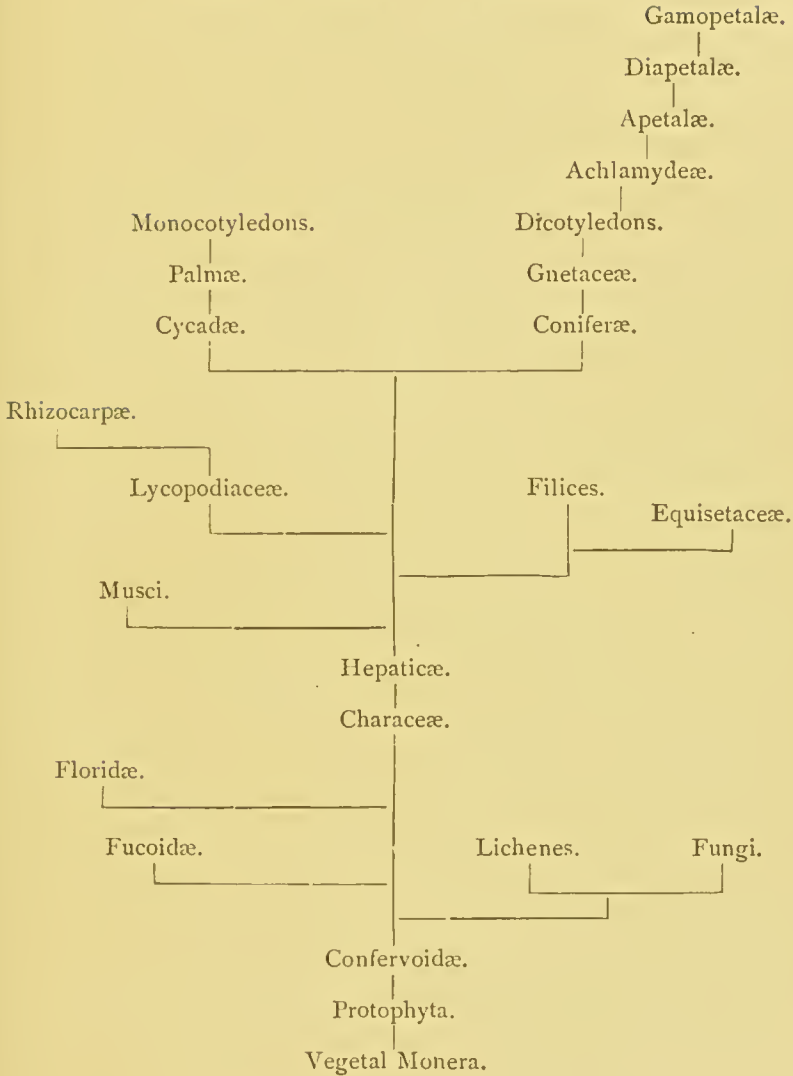 Gamopetalæ.
Diapetalæ.
Apetalæ.
Achlamydeæ.
Monocotyledons. Dicotyledons.
Palmæ. Gnetaceæ.
Cycadæ. Coniferæ.
Rhizocarpæ.
Lycopodiaceæ. Filices.
Equisetaceæ.
Musci.
Hepaticæ.
Characeæ.
Floridæ.
Fucoidæ. Lichenes. Fungi.
Confervoidæ.
Protophyta.
Vegetal Monera.